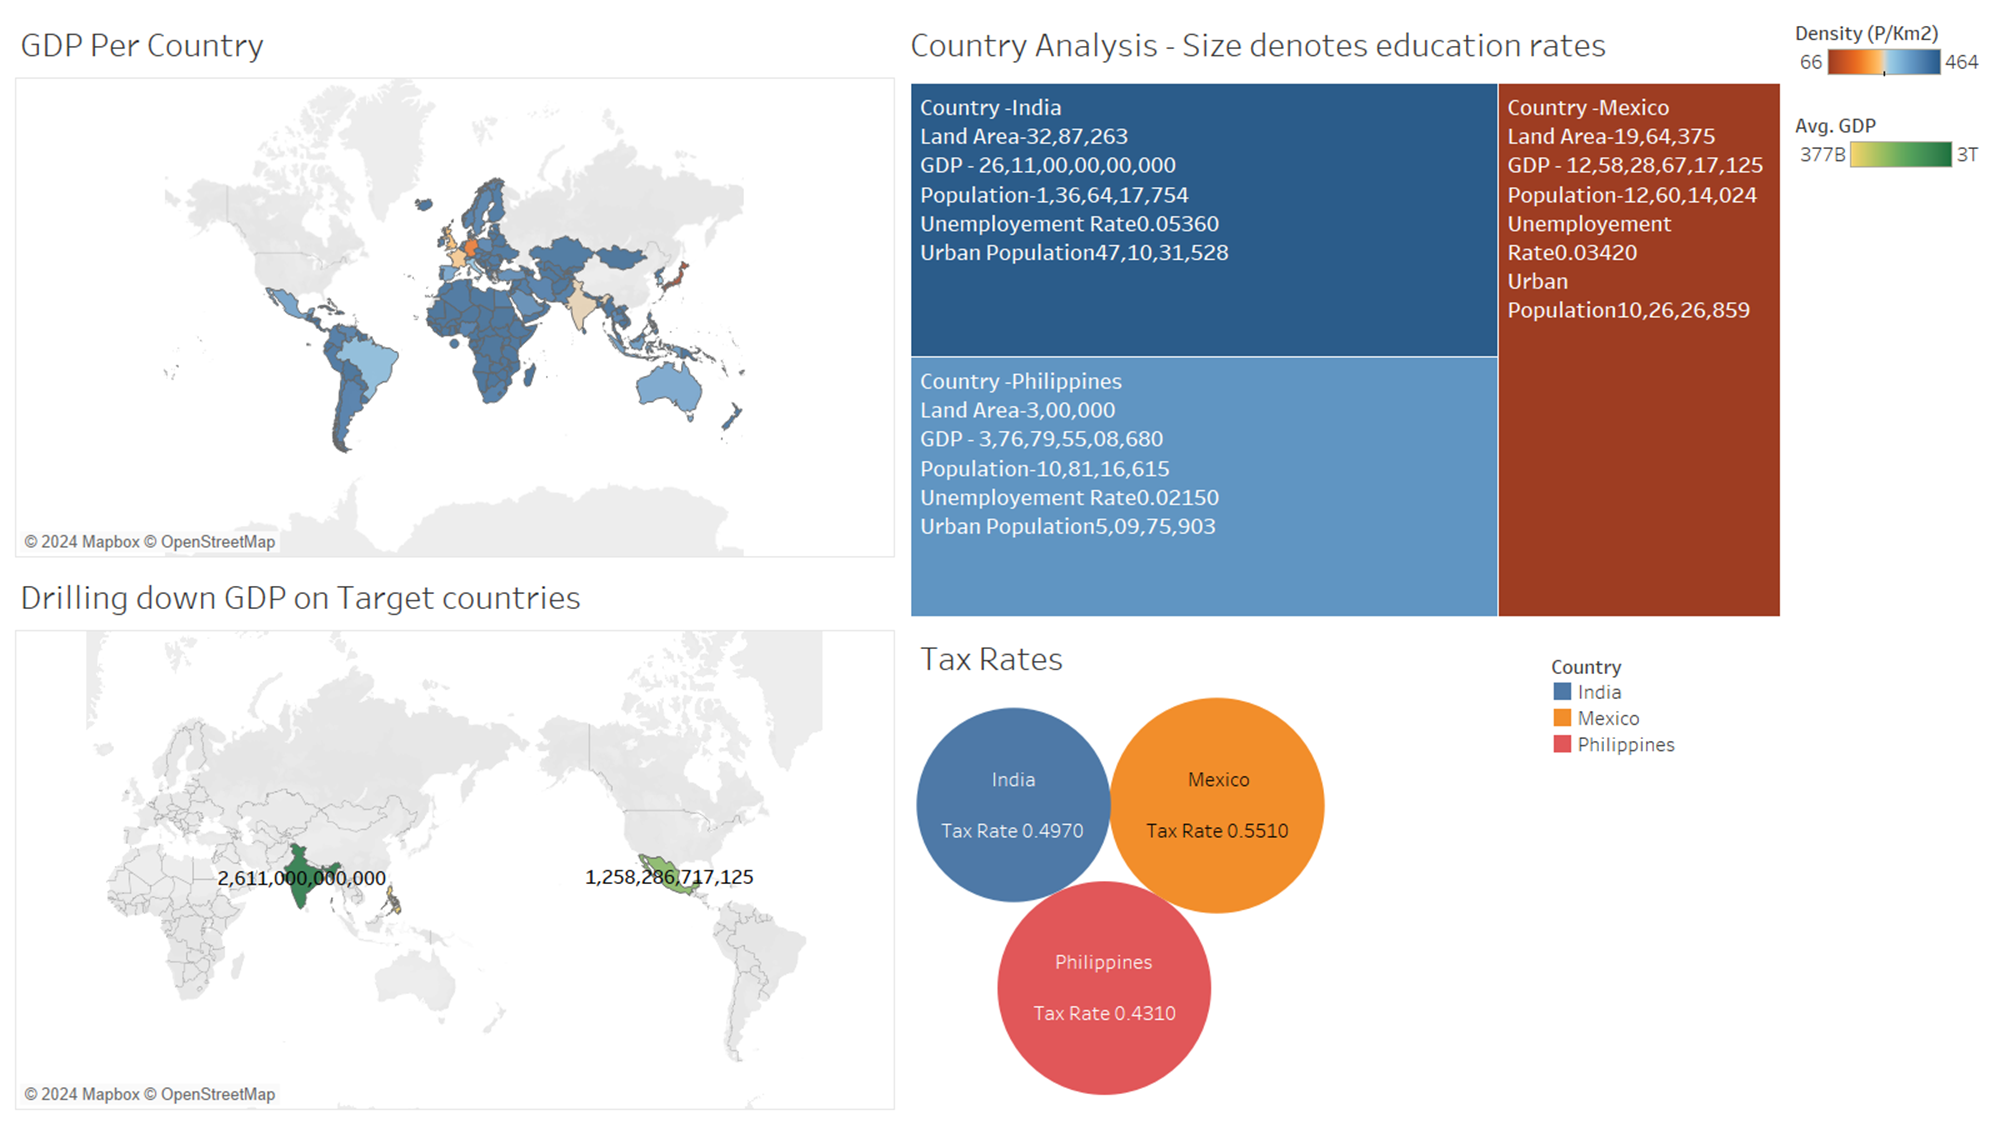 GDP Per Country
© 2024 Mapbox © OpenStreetMap
Drilling down GDP on Target countries
2,611,000,000,000
1,258,286,717,125
© 2024 Mapbox © OpenStreetMap
Country Analysis - Size denotes education rates
Country -India
Land Area-32,87,263
GDP - 26,11,00,00,00,000
Population-1,36,64,17,754
Unemployement Rate0.05360
Urban Population47,10,31,528
Country -Mexico
Land Area-19,64,375
GDP - 12,58,28,67,17,125
Population-12,60,14,024
Unemployement
Rate0.03420
Urban
Population10,26,26,859
Country -Philippines
Land Area-3,00,000
GDP - 3,76,79,55,08,680
Population-10,81,16,615
Unemployement Rate0.02150
Urban Population5,09,75,903
Density (P/Km2)
66 464
Avg. GDP
377B 3T
Tax Rates
India
Tax Rate 0.4970
Mexico
Tax Rate 0.5510
Philippines
Tax Rate 0.4310
Country
India
Mexico
Philippines